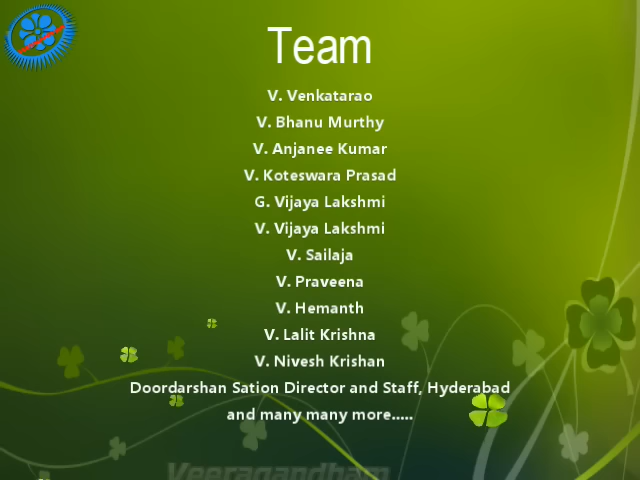 Team
V. Venkatarao
V. Bhanu Murthy
V. Anjanee Kumar
V. Koteswara Prasad
G. Vijaya Lakshmi
V. Vijaya Lakshmi
V. Sailaja
V. Praveena
V. Hemanth
V. Lalit Krishna
V. Nivesh Krishan
Doordarshan Sation Director and Staff, Hyderabad
and many many more.....
Veeragandham